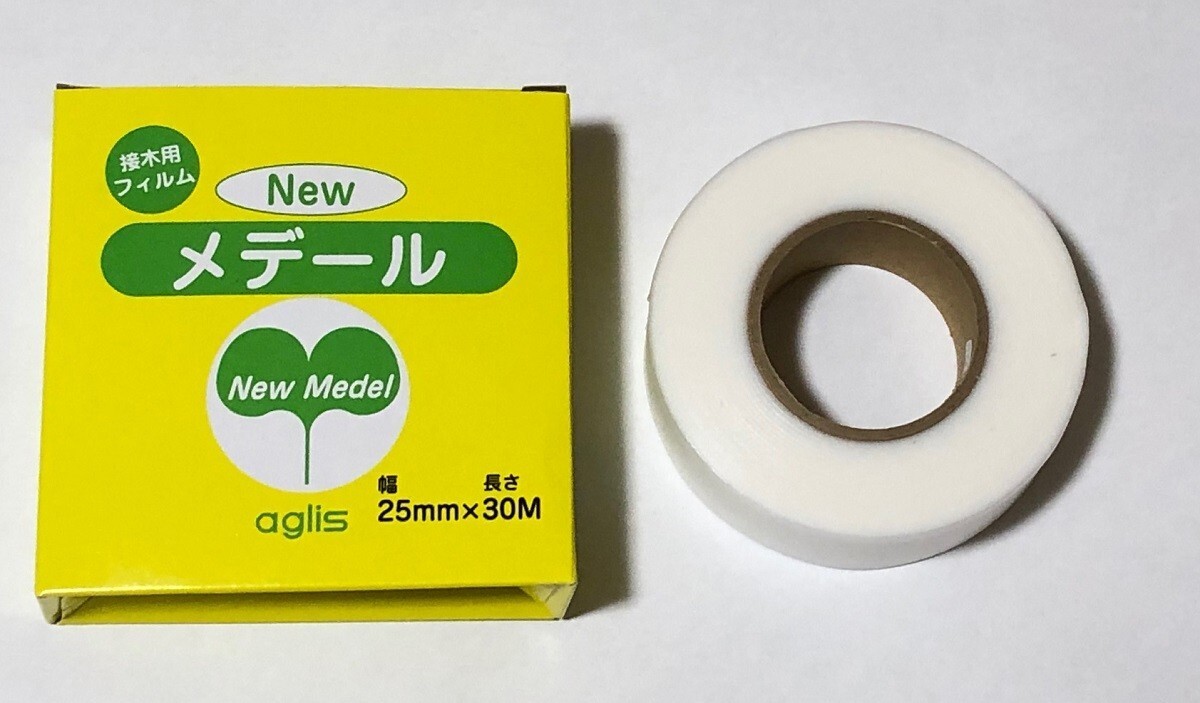 接木用
フィルム
New
メデール
New Medel
幅 長さ
aglis 25mm×30M